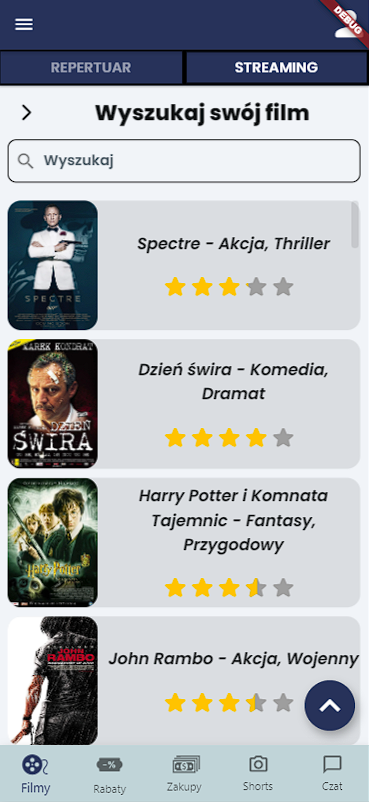 DEBUG
REPERTUAR
STREAMING
Wyszukaj swój film
Wyszukaj
SPECTRE
Spectre - Akcja, Thriller
MAREK KONDRAT
DZIEŃ
ŚWIRA
Dzień świra - Komedia,
Dramat
Harry Potter
Harry Potter i Komnata
Tajemnic - Fantasy,
Przygodowy
JOHN
RAMBO
John Rambo - Akcja, Wojenny
-%
Filmy
Rabaty
Zakupy
Shorts
Czat